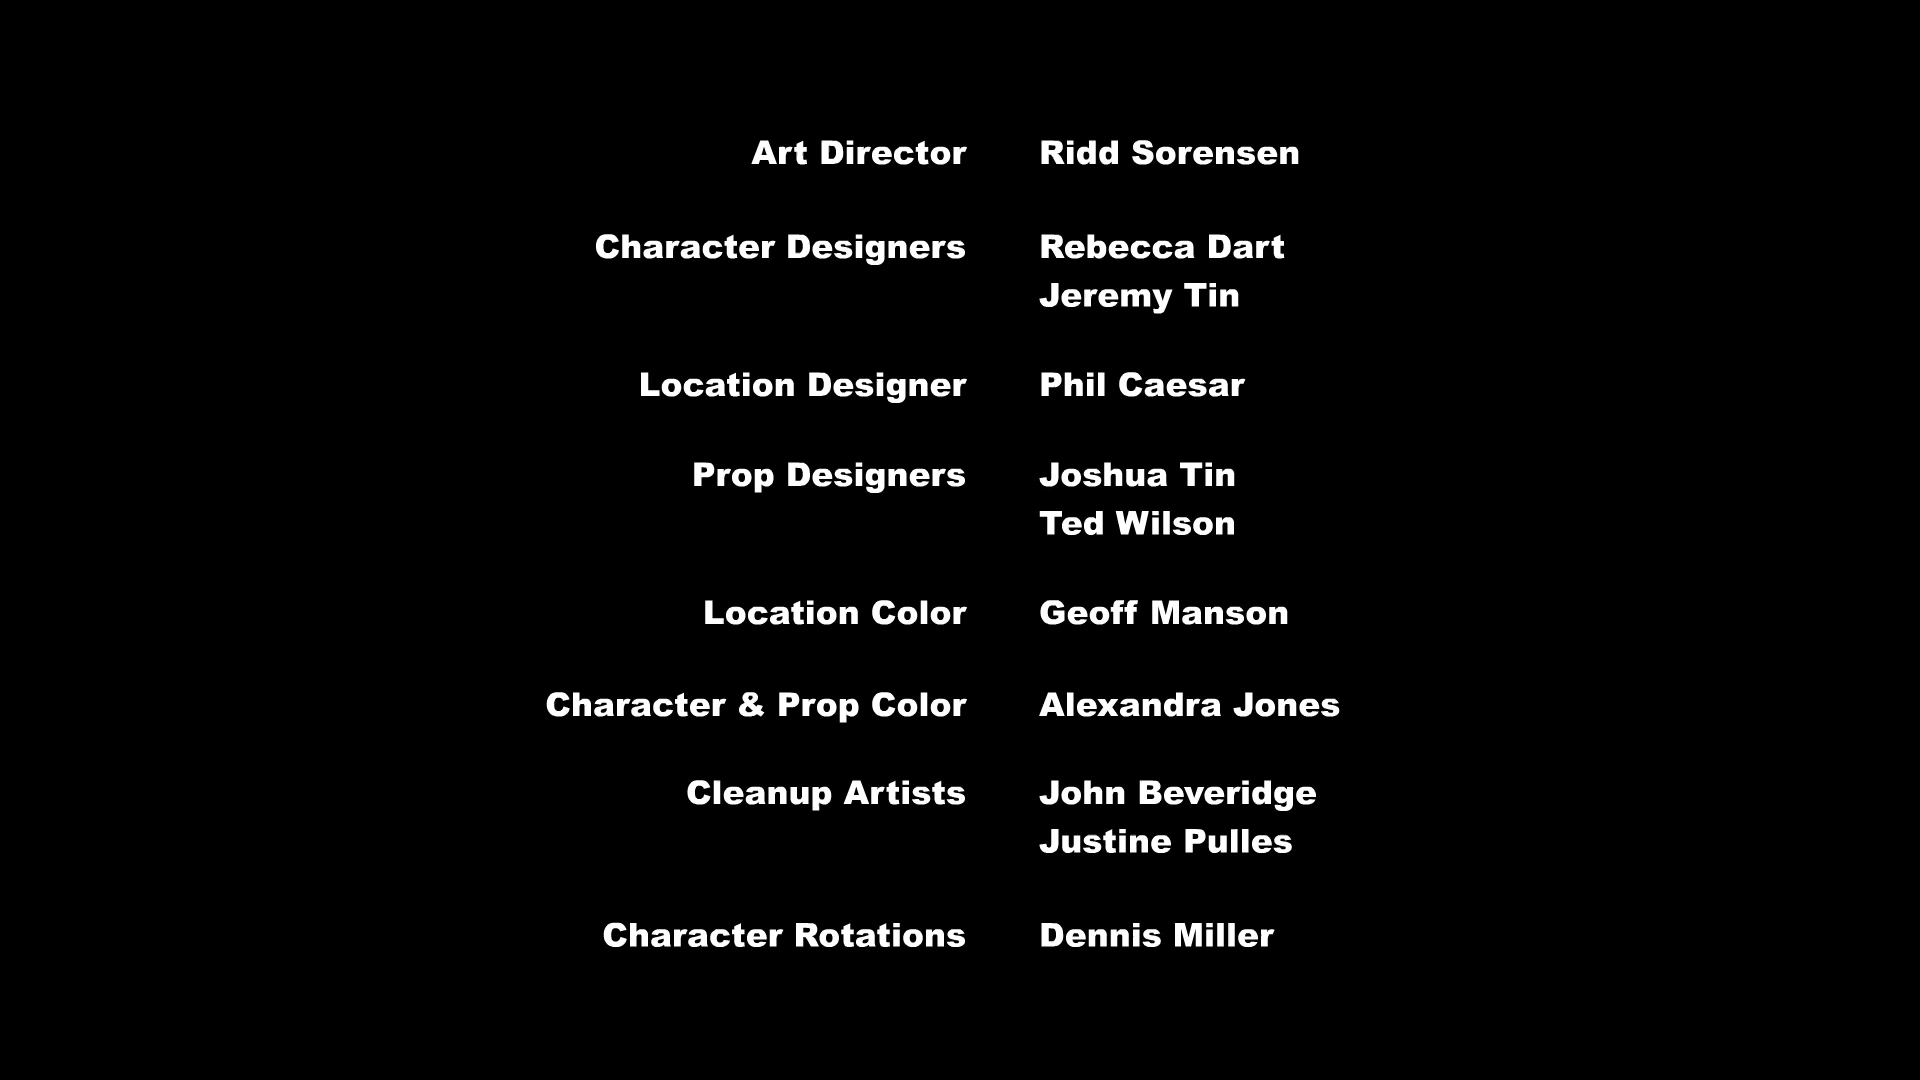 Art Director Ridd Sorensen
Character Designers Rebecca Dart
Jeremy Tin
Location Designer Phil Caesar
Prop Designers Joshua Tin
Ted Wilson
Location Color Geoff Manson
Character & Prop Color Alexandra Jones
Cleanup Artists John Beveridge
Justine Pulles
Character Rotations Dennis Miller